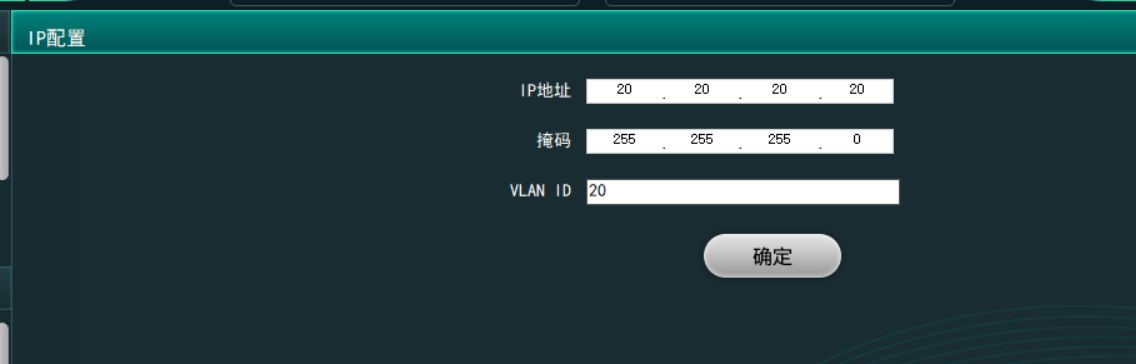 IP配置
IP地址 20 . 20 . 20 . 20
掩码 255 . 255 . 255 . 0
VLAN ID 20
确定